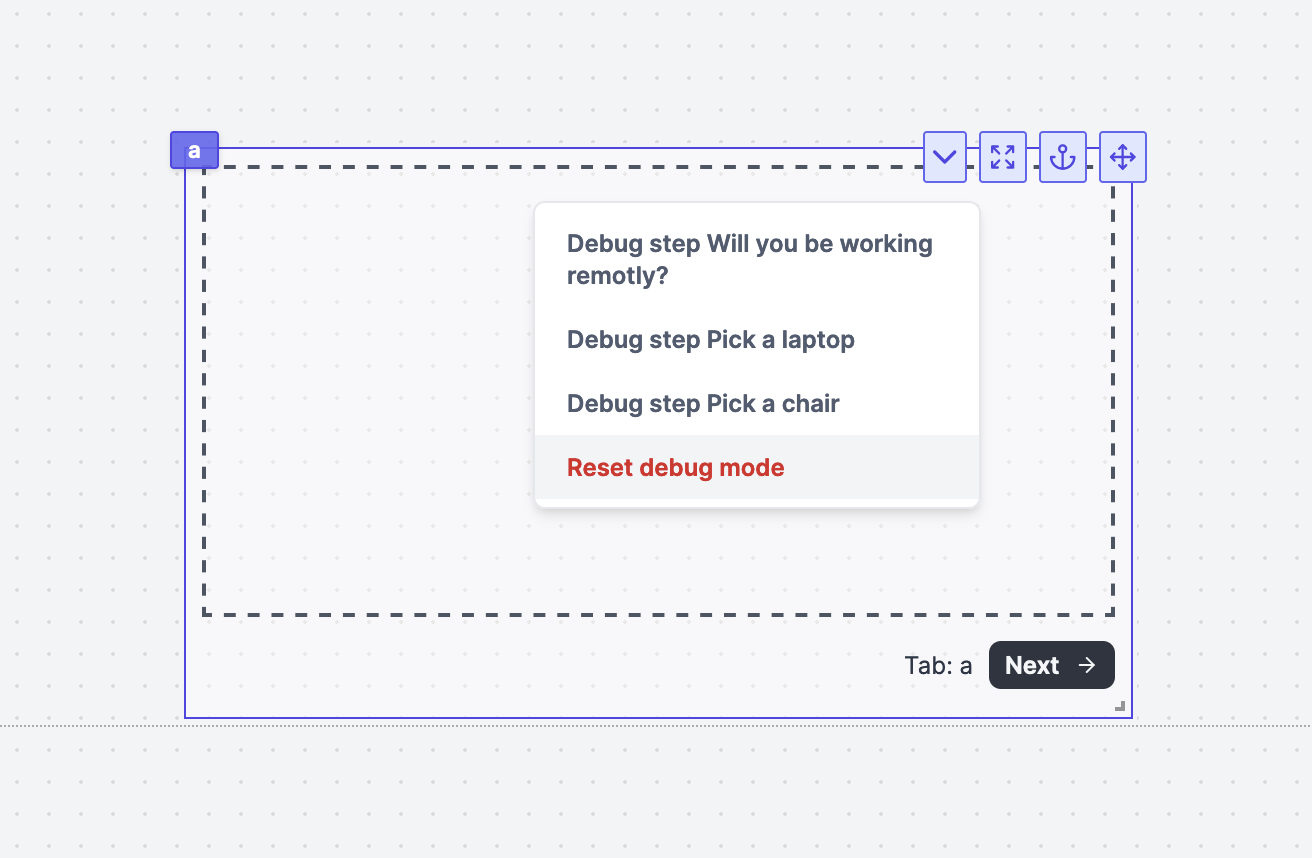 a
Debug step Will you be working
remotly?
Debug step Pick a laptop
Debug step Pick a chair
Reset debug mode
Tab: a
Next